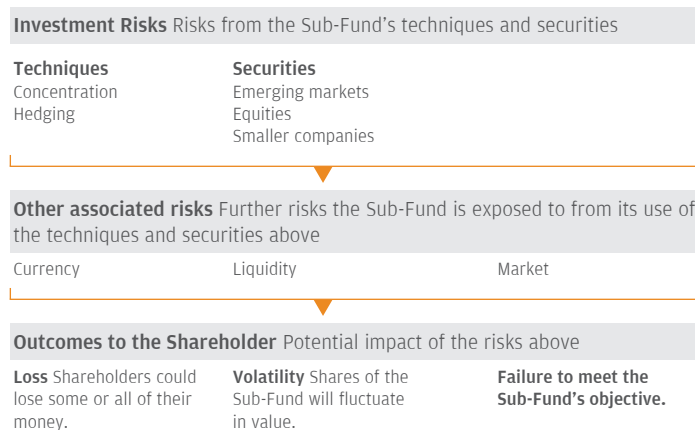 Investment Risks Risks from the Sub-Fund's techniques and securities
Techniques Securities
Concentration Emerging markets
Hedging Equities
Smaller companies
Other associated risks Further risks the Sub-Fund is exposed to from its use of
the techniques and securities above
Currency Liquidity Market
Outcomes to the Shareholder Potential impact of the risks above
Loss Shareholders could
lose some or all of their
money.
Volatility Shares of the
Sub-Fund will fluctuate
in value.
Failure to meet the
Sub-Fund's objective.